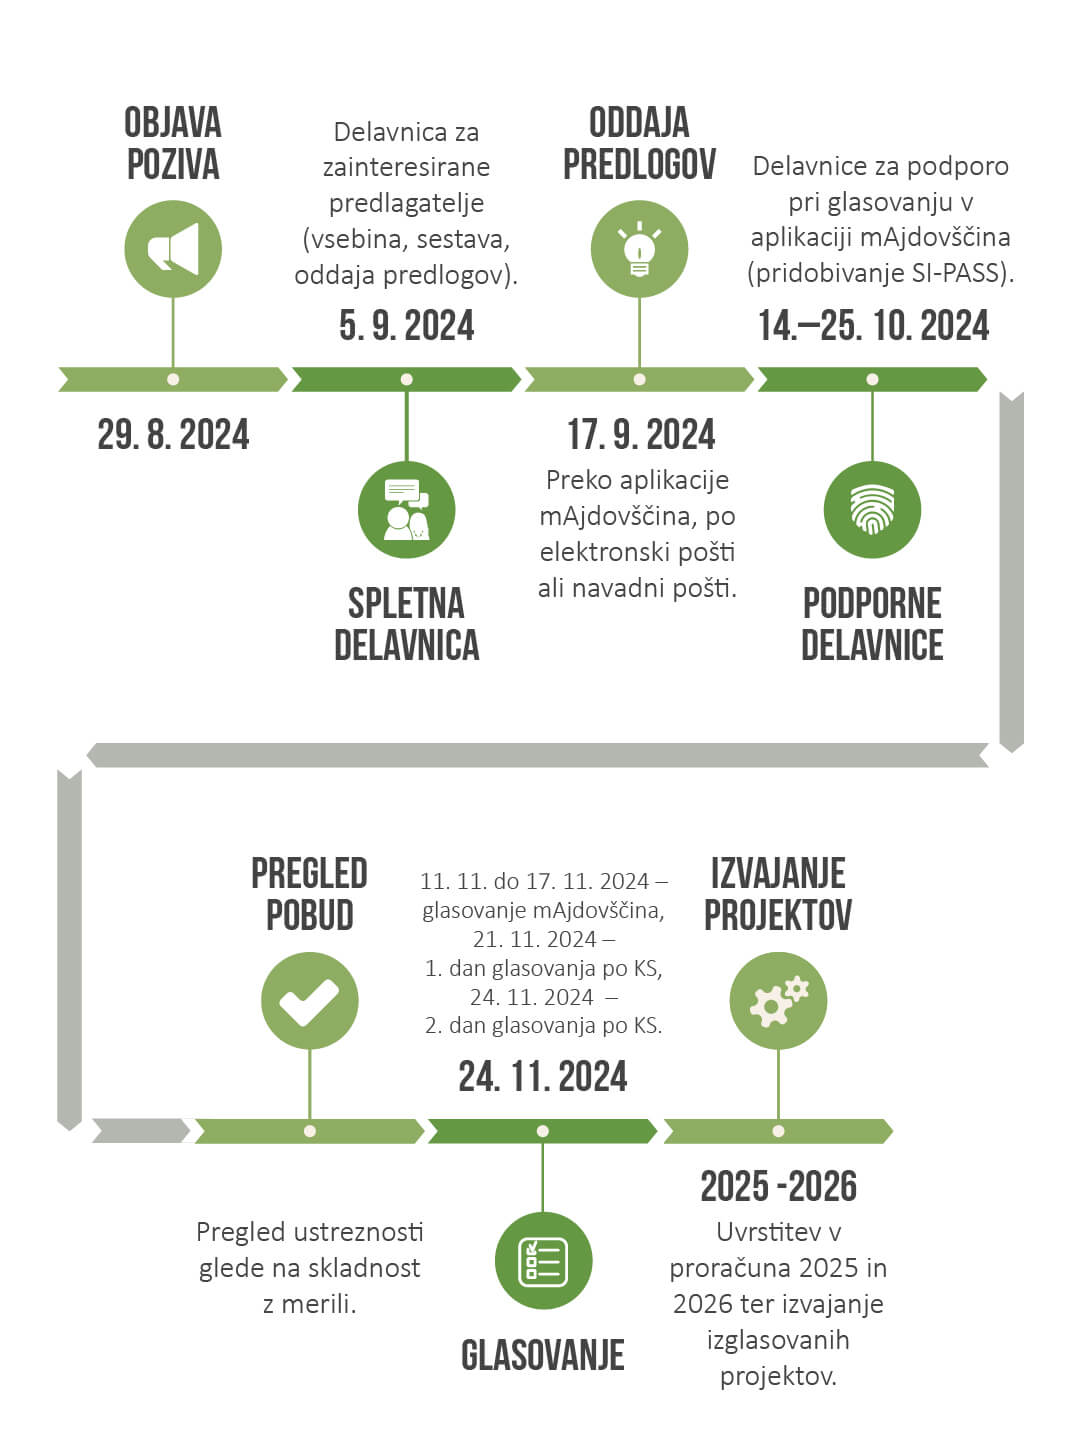 OBJAVA
POZIVA
29. 8. 2024
Delavnica za
zainteresirane
predlagatelje
(vsebina, sestava,
oddaja predlogov).
5. 9. 2024
SPLETNA
DELAVNICA
ODDAJA
PREDLOGOV
17. 9. 2024
Preko aplikacije
mAjdovščina, po
elektronski pošti
ali navadni pošti.
Delavnice za podporo
pri glasovanju v
aplikaciji mAjdovščina
(pridobivanje SI-PASS).
14.–25. 10. 2024
PODPORNE
DELAVNICE
PREGLED
POBUD
Pregled ustreznosti
glede na skladnost
z merili.
11. 11. do 17. 11. 2024 –
glasovanje mAjdovščina,
21. 11. 2024 –
1. dan glasovanja po KS,
24. 11. 2024 –
2. dan glasovanja po KS.
24. 11. 2024
GLASOVANJE
IZVAJANJE
PROJEKTOV
2025 -2026
Uvrstitev v
proračuna 2025 in
2026 ter izvajanje
izglasovanih
projektov.